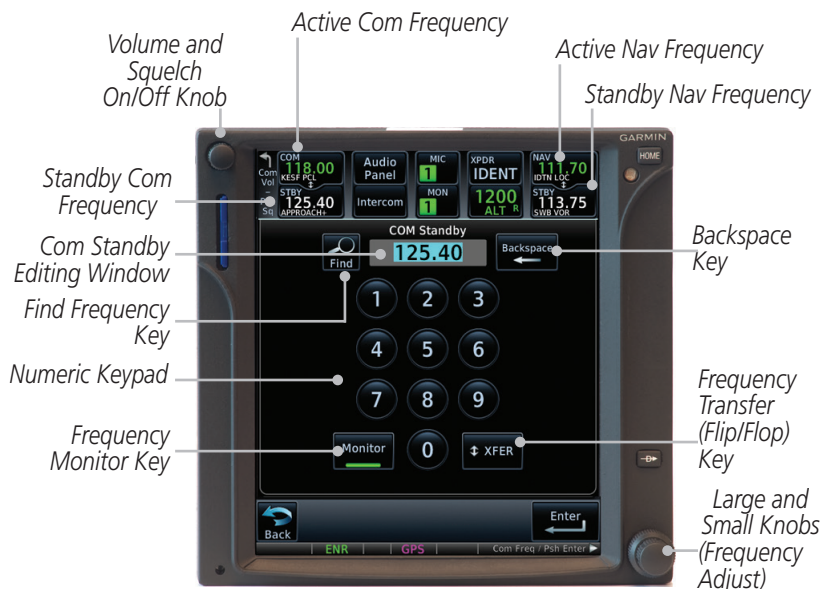 Active Com Frequency
Volume and
Squelch
On/Off Knob
Active Nav Frequency
Standby Nav Frequency
GARMIN
HOME
Com
Vol
Sq
COM
118.00
KESF PCL
Audio
Panel
MIC
1
XPDR
IDENT
NAV
111.70
IDTN LOC
STBY
125.40
APPROACH+
Intercom
MON
1
1200
ALT R
STBY
113.75
SWB VOR
Standby Com
Frequency
Com Standby
Editing Window
Find Frequency
Key
Numeric Keypad
Frequency
Monitor Key
COM Standby
Find
125.40
Backspace
1 2 3
4 5 6
7 8 9
Monitor
0
XFER
Back
Enter
ENR
GPS
Com Freq / Psh Enter
Backspace
Key
Frequency
Transfer
(Flip/Flop)
Key
Large and
Small Knobs
(Frequency
Adjust)